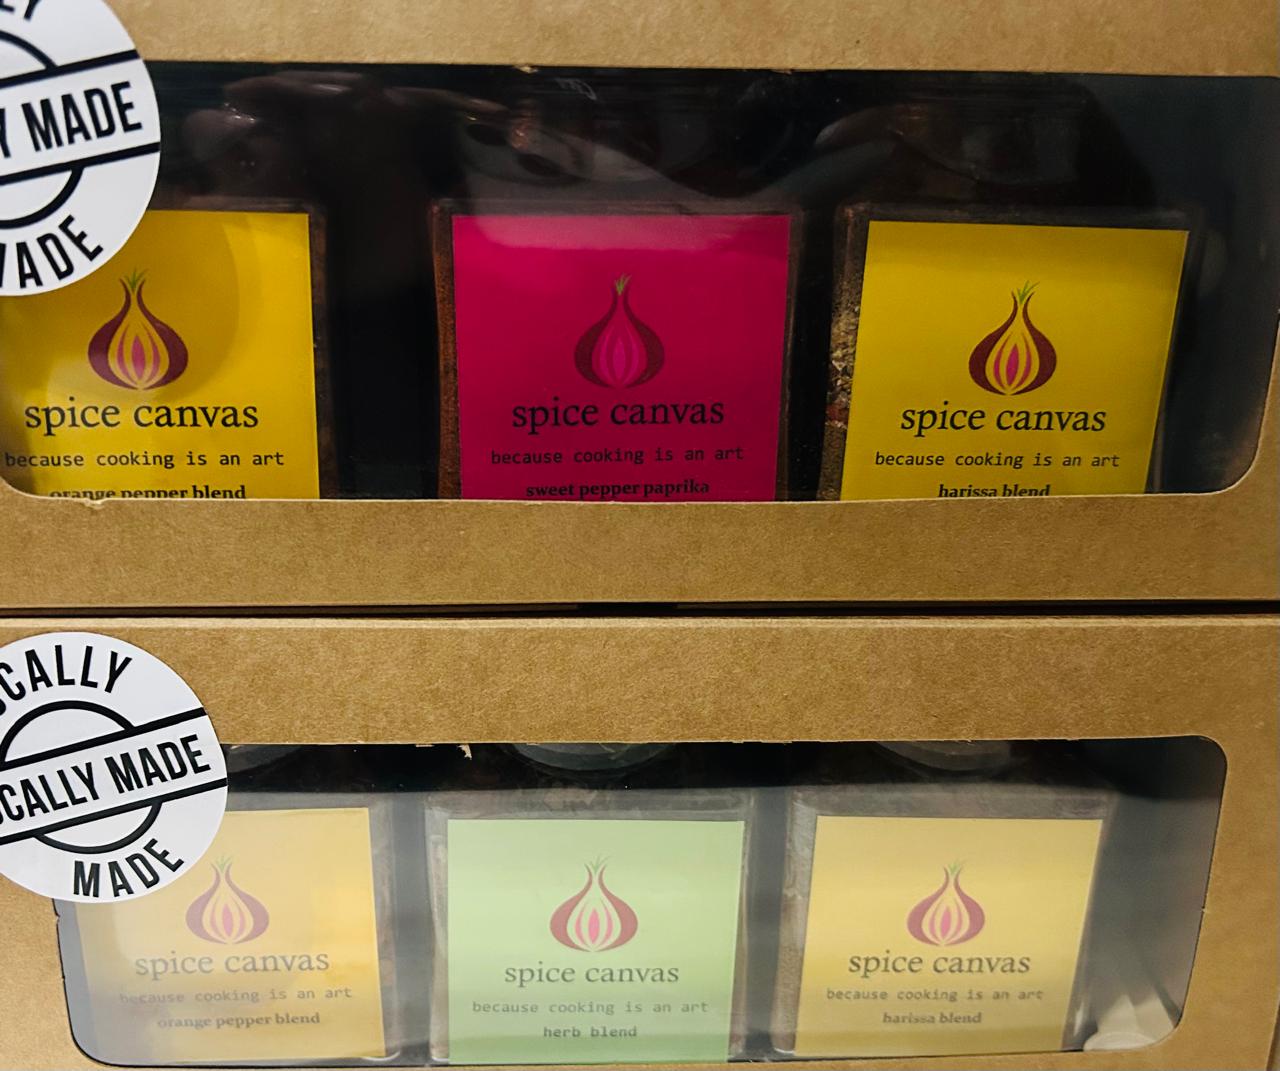 Y MADE
MADE
spice canvas
because cooking is an art
orange pepper blend
spice canvas
because cooking is an art
sweet pepper paprika
spice canvas
because cooking is an art
harissa blend
OCALLY
OCALLY MADE
MADE
spice canvas
because cooking is an art
orange pepper blend
spice canvas
because cooking is an art
herb blend
spice canvas
because cooking is an art
harissa blend